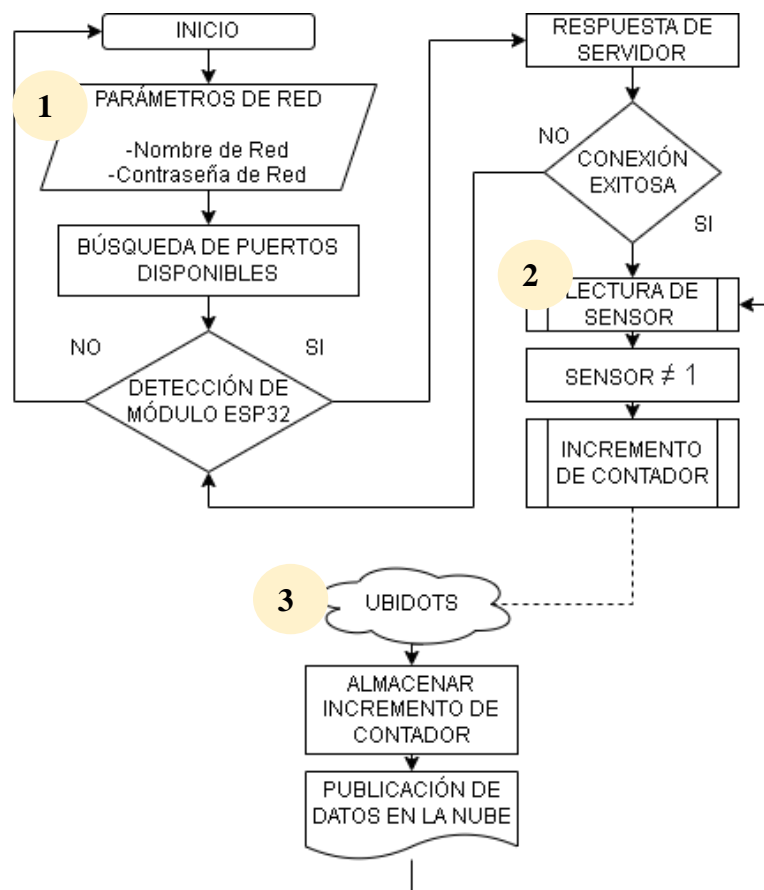 INICIO
1
PARÁMETROS DE RED
-Nombre de Red
-Contraseña de Red
BÚSQUEDA DE PUERTOS
DISPONIBLES
NO
SI
DETECCIÓN DE
MÓDULO ESP32
RESPUESTA DE
SERVIDOR
NO
CONEXIÓN
EXITOSA
SI
2
LECTURA DE
SENSOR
SENSOR ≠ 1
INCREMENTO
DE CONTADOR
3
UBIDOTS
ALMACENAR
INCREMENTO DE
CONTADOR
PUBLICACIÓN DE
DATOS EN LA NUBE